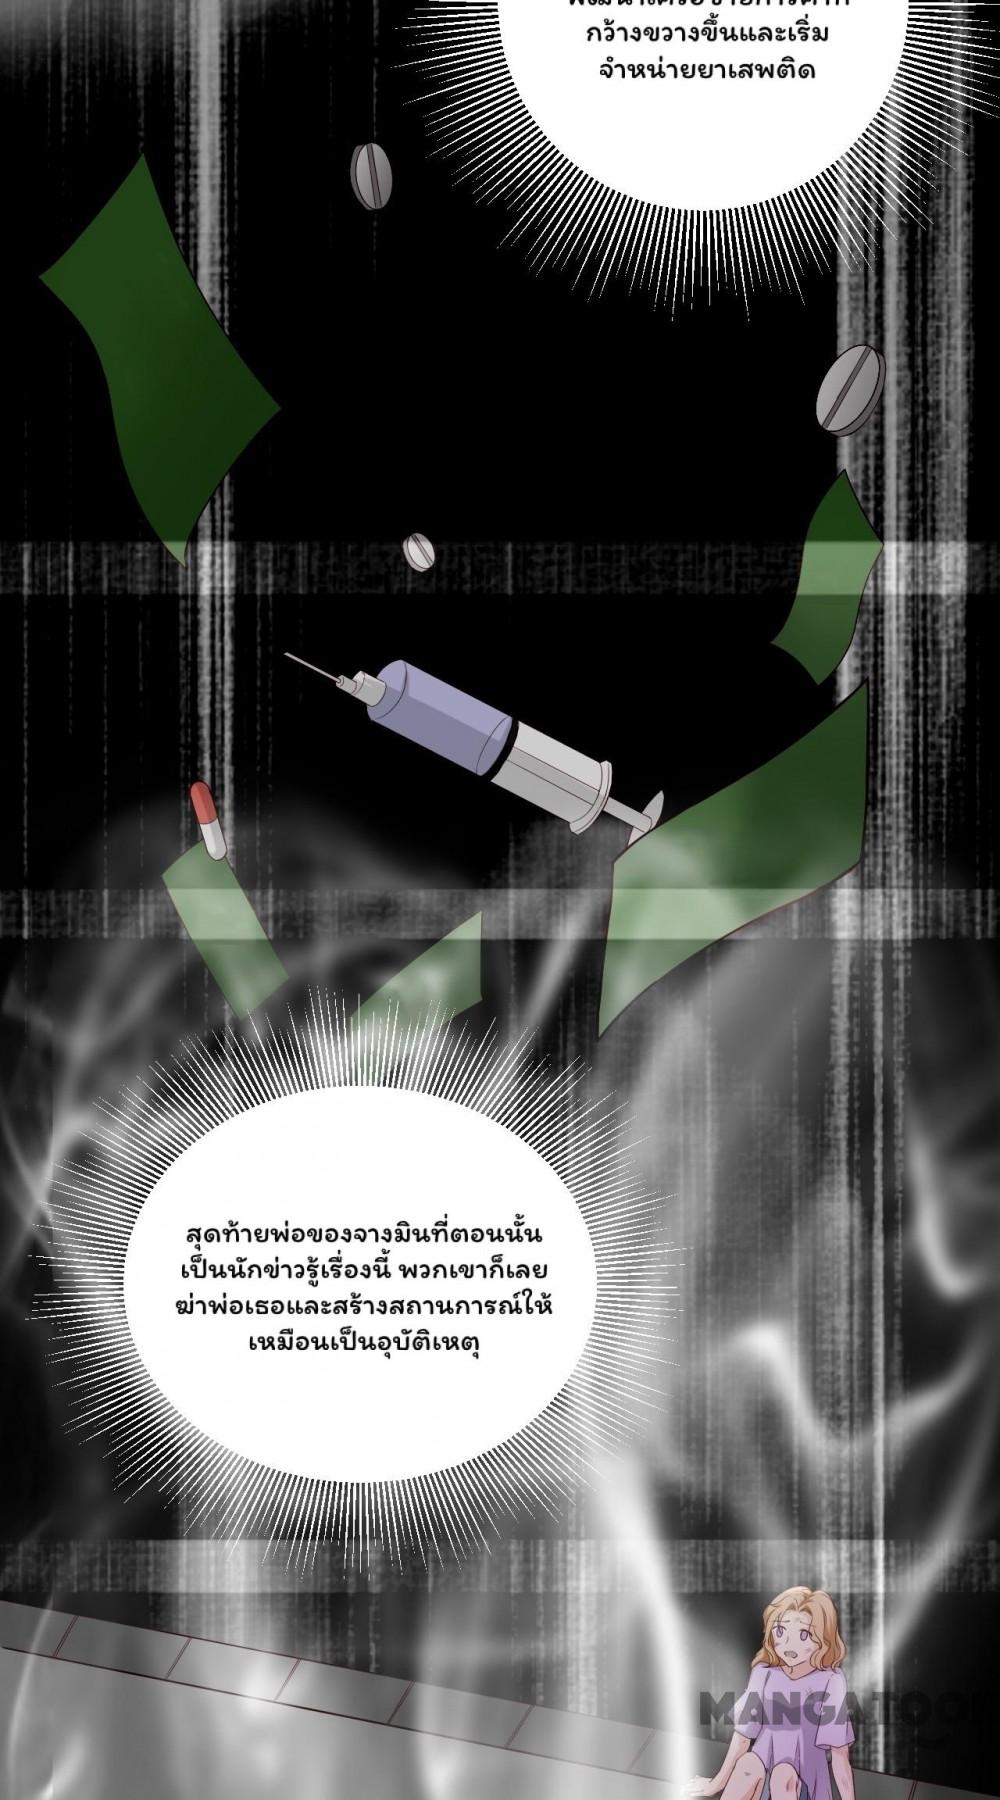 กว้างขวางขึ้นและเริ่ม
จำหน่ายยาเสพติด
สุดท้ายพ่อของจางมินที่ตอนนั้น
เป็นนักข่าวรู้เรื่องนี้ พวกเขาก็เลย
ฆ่าพ่อเธอและสร้างสถานการณ์ให้
เหมือนเป็นอุบัติเหตุ
MANGATOON